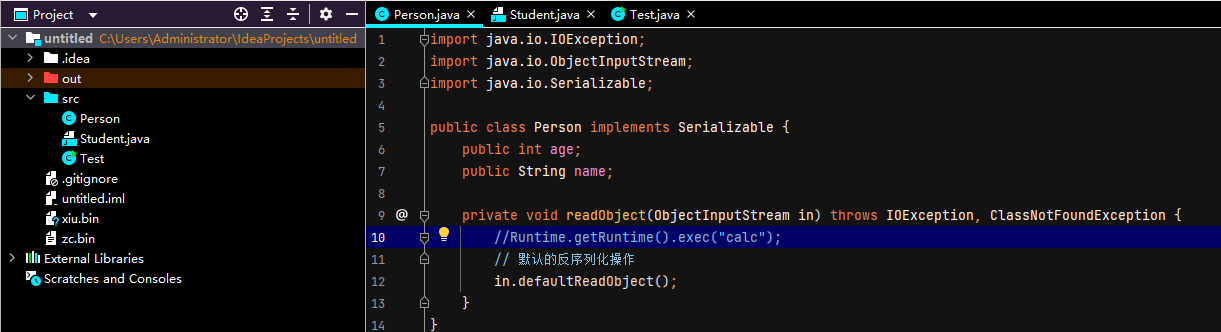 Project
untitled C:\Users\Administrator\IdeaProjects\untitled
.idea
out
src
Person
Student.java
Test
.gitignore
untitled.iml
xiu.bin
zc.bin
External Libraries
Scratches and Consoles
Person.java Student.java Test.java
1 import java.io.IOException;
2 import java.io.ObjectInputStream;
3 import java.io.Serializable;
4
5 public class Person implements Serializable {
6 public int age;
7 public String name;
8
9 @ private void readObject(ObjectInputStream in) throws IOException, ClassNotFoundException {
10 //Runtime.getRuntime().exec("calc");
11 // 默认的反序列化操作
12 in.defaultReadObject();
13 }
14 }